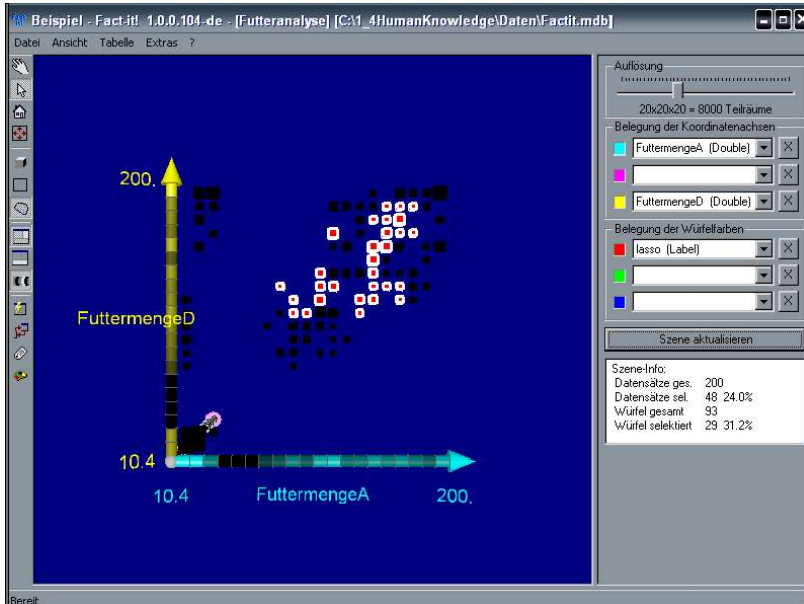 Beispiel - Fact-it! 1.0.0.104-de - [Futteranalyse] [C:\1_4HumanKnowledge\Daten\Factit.mdb]
Datei Ansicht Tabelle Extras ?
Auflösung
20x20x20 = 8000 Teilräume
Belegung der Koordinatenachsen
FuttermengeA (Double)
X
X
FuttermengeD (Double)
X
Belegung der Würfelfarben
lasso (Label)
X
X
X
Szene aktualisieren
Szene-Info:
Datensätze ges. 200
Datensätze sel. 48 24.0%
Würfel gesamt 93
Würfel selektiert 29 31.2%
200.
FuttermengeD
10.4
10.4
FuttermengeA
200.
Bereit